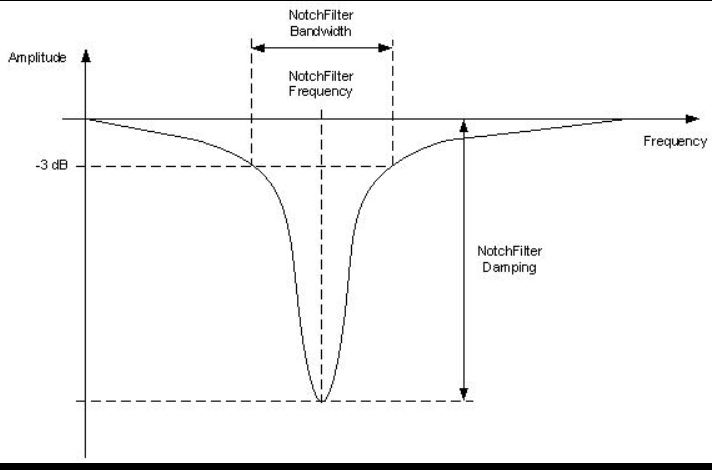 NotchFilter
Bandwidth
Amplitude
NotchFilter
Frequency
Frequency
-3 dB
NotchFilter
Damping